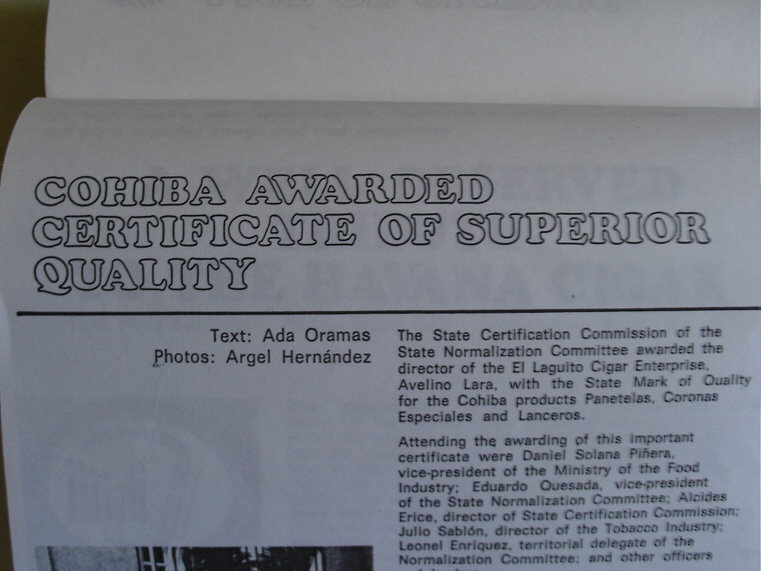 COHIBA AWARDED
CERTIFICATE OF SUPERIOR
QUALITY
Text: Ada Oramas
Photos: Argel Hernández
The State Certification Commission of the
State Normalization Committee awarded the
director of the El Laguito Cigar Enterprise,
Avelino Lara, with the State Mark of Quality
for the Cohiba products Panetelas, Coronas
Especiales and Lanceros.
Attending the awarding of this important
certificate were Daniel Solana Piñera,
vice-president of the Ministry of the Food
Industry; Eduardo Quesada, vice-president
of the State Normalization Committee; Alcides
Erice, director of State Certification Commission;
Julio Sablón, director of the Tobacco Industry;
Leonel Enríquez, territorial delegate of the
Normalization Committee; and other officers